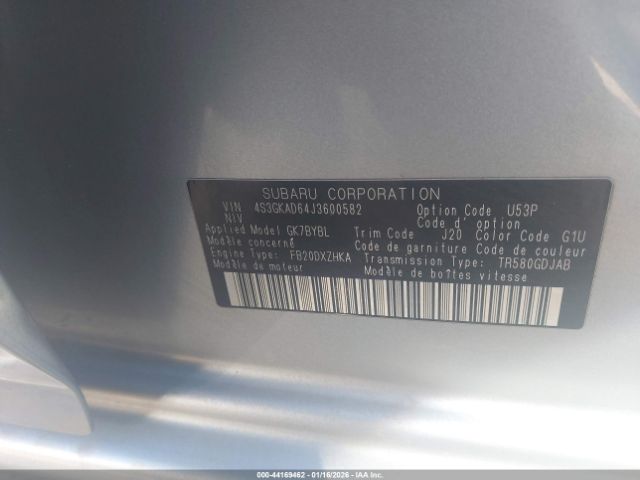 SUBARU CORPORATION
VIN 4S3GKAD64J3600582 Option Code U53P
NIV Code d' option
Applied Model GK7BYBL Trim Code J20 Color Code G1U
Modèle concerné Code de garniture Code de couleur
Engine Type FB20DXZHKA Transmission Type TR580GDJAB
Modèle de moteur Modèle de boîtes vitesse
000-44169462 - 01/16/2026 - IAA Inc.